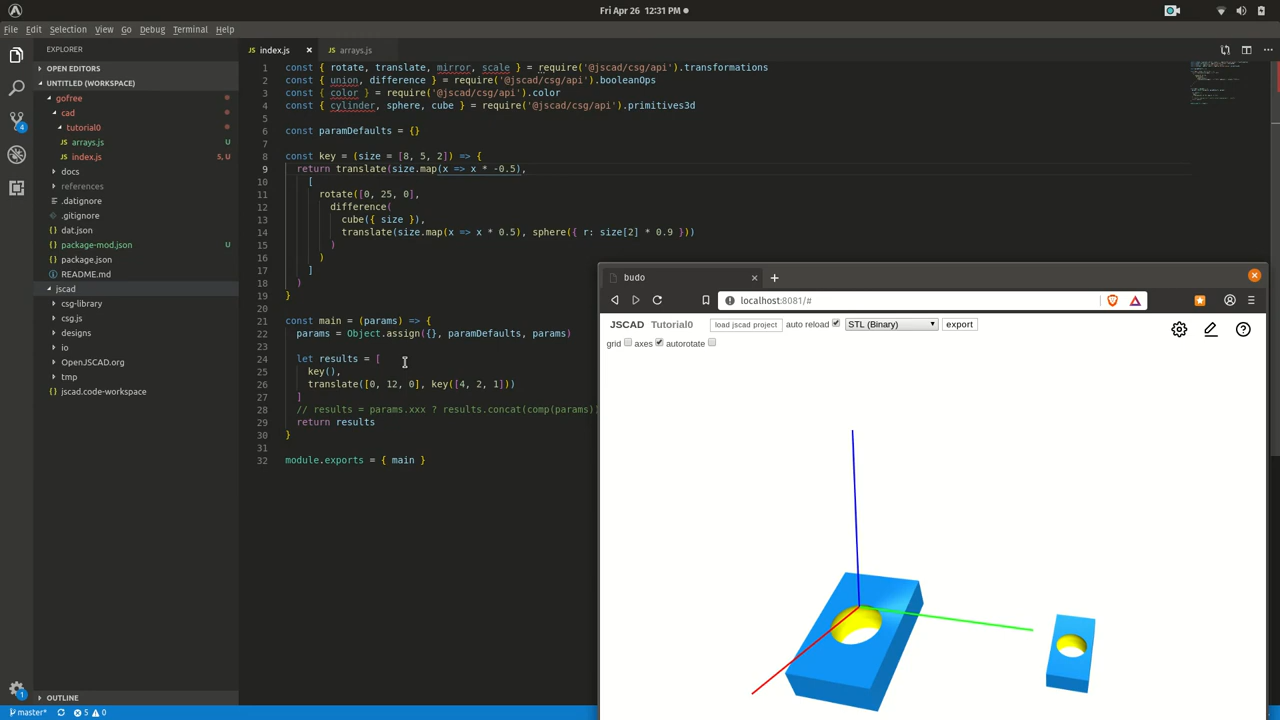 Fri Apr 26 12:31 PM
File Edit Selection View Go Debug Terminal Help
EXPLORER
OPEN EDITORS
UNTITLED (WORKSPACE)
gofree
cad
tutorial0
arrays.js U
index.js 5, U
docs
references
.datignore
.gitignore
dat.json
package-mod.json U
package.json
README.md
jscad
csg-library
csg.js
designs
io
OpenJSCAD.org
tmp
jscad.code-workspace
OUTLINE
4
1
master* 5 0
index.js × arrays.js
1 const { rotate, translate, mirror, scale } = require('@jscad/csg/api').transformations
2 const { union, difference } = require('@jscad/csg/api').booleanOps
3 const { color } = require('@jscad/csg/api').color
4 const { cylinder, sphere, cube } = require('@jscad/csg/api').primitives3d
5
6 const paramDefaults = {}
7
8 const key = (size = [8, 5, 2]) => {
9 return translate(size.map(x => x * -0.5),
10 [
11 rotate([0, 25, 0],
12 difference(
13 cube({ size }),
14 translate(size.map(x => x * 0.5), sphere({ r: size[2] * 0.9 }))
15 )
16 )
17 ]
18 )
19 }
20
21 const main = (params) => {
22 params = Object.assign({}, paramDefaults, params)
23
24 let results = [
25 key(),
26 translate([0, 12, 0], key([4, 2, 1]))
27 ]
28 // results = params.xxx ? results.concat(comp(params))
29 return results
30 }
31
32 module.exports = { main }
budo × +
localhost:8081/#
JSCAD Tutorial0 load jscad project auto reload STL (Binary) export
grid axes autorotate